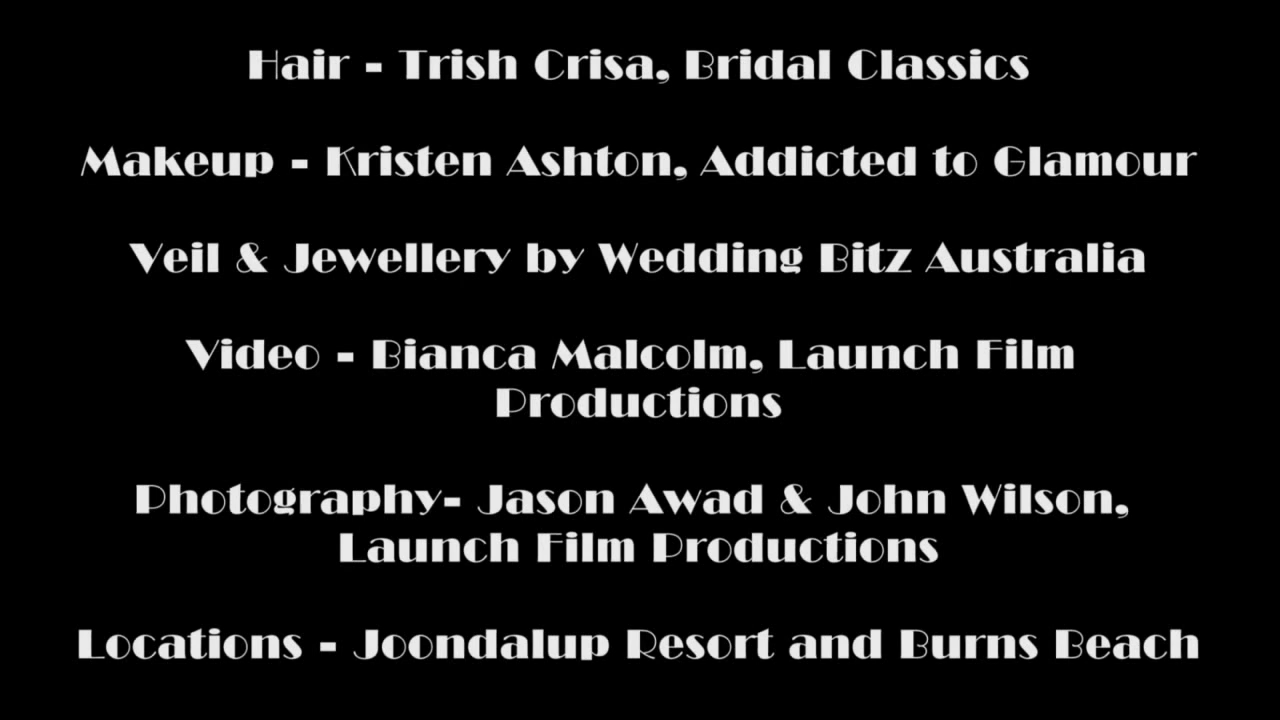 Hair - Trish Crisa, Bridal Classics
Makeup - Kristen Ashton, Addicted to Glamour
Veil & Jewellery by Wedding Bitz Australia
Video - Bianca Malcolm, Launch Film
Productions
Photography- Jason Awad & John Wilson,
Launch Film Productions
Locations - Joondalup Resort and Burns Beach